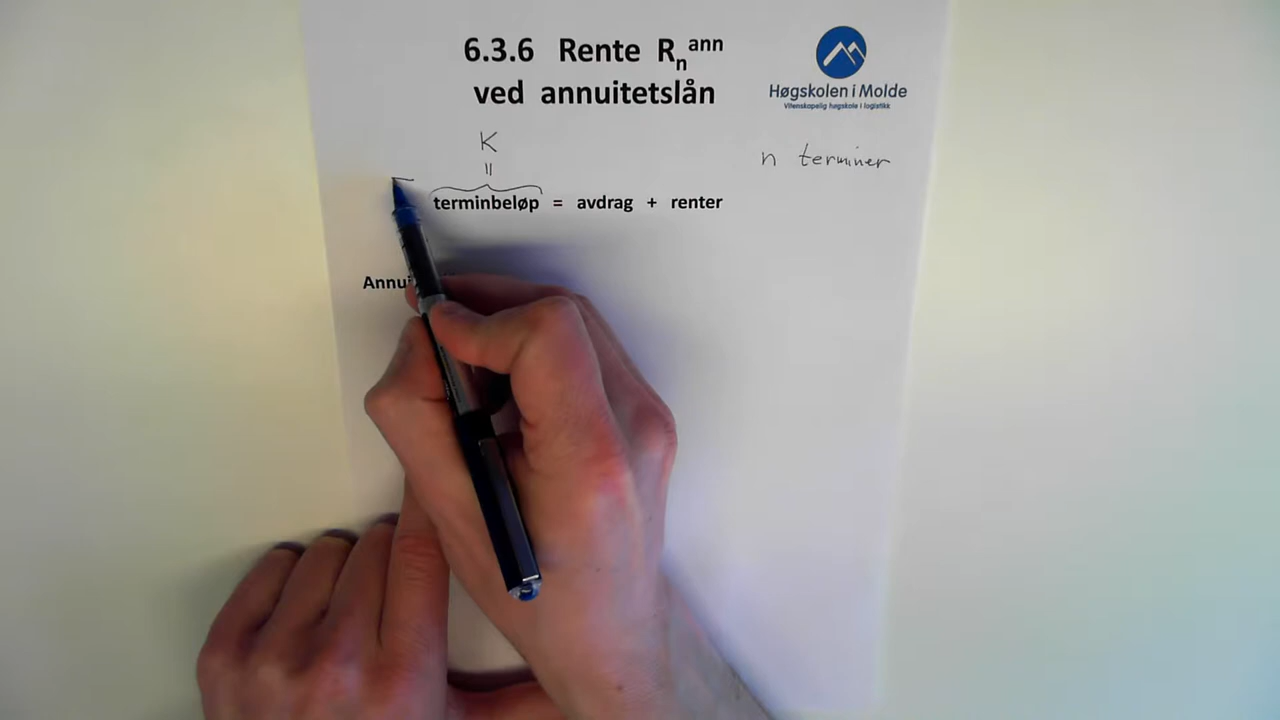 6.3.6 Rente Rₙᵃⁿⁿ
ved annuitetslån
Høgskolen i Molde
Vitenskapelig høgskole i logistikk
K
=
n terminer
terminbeløp = avdrag + renter